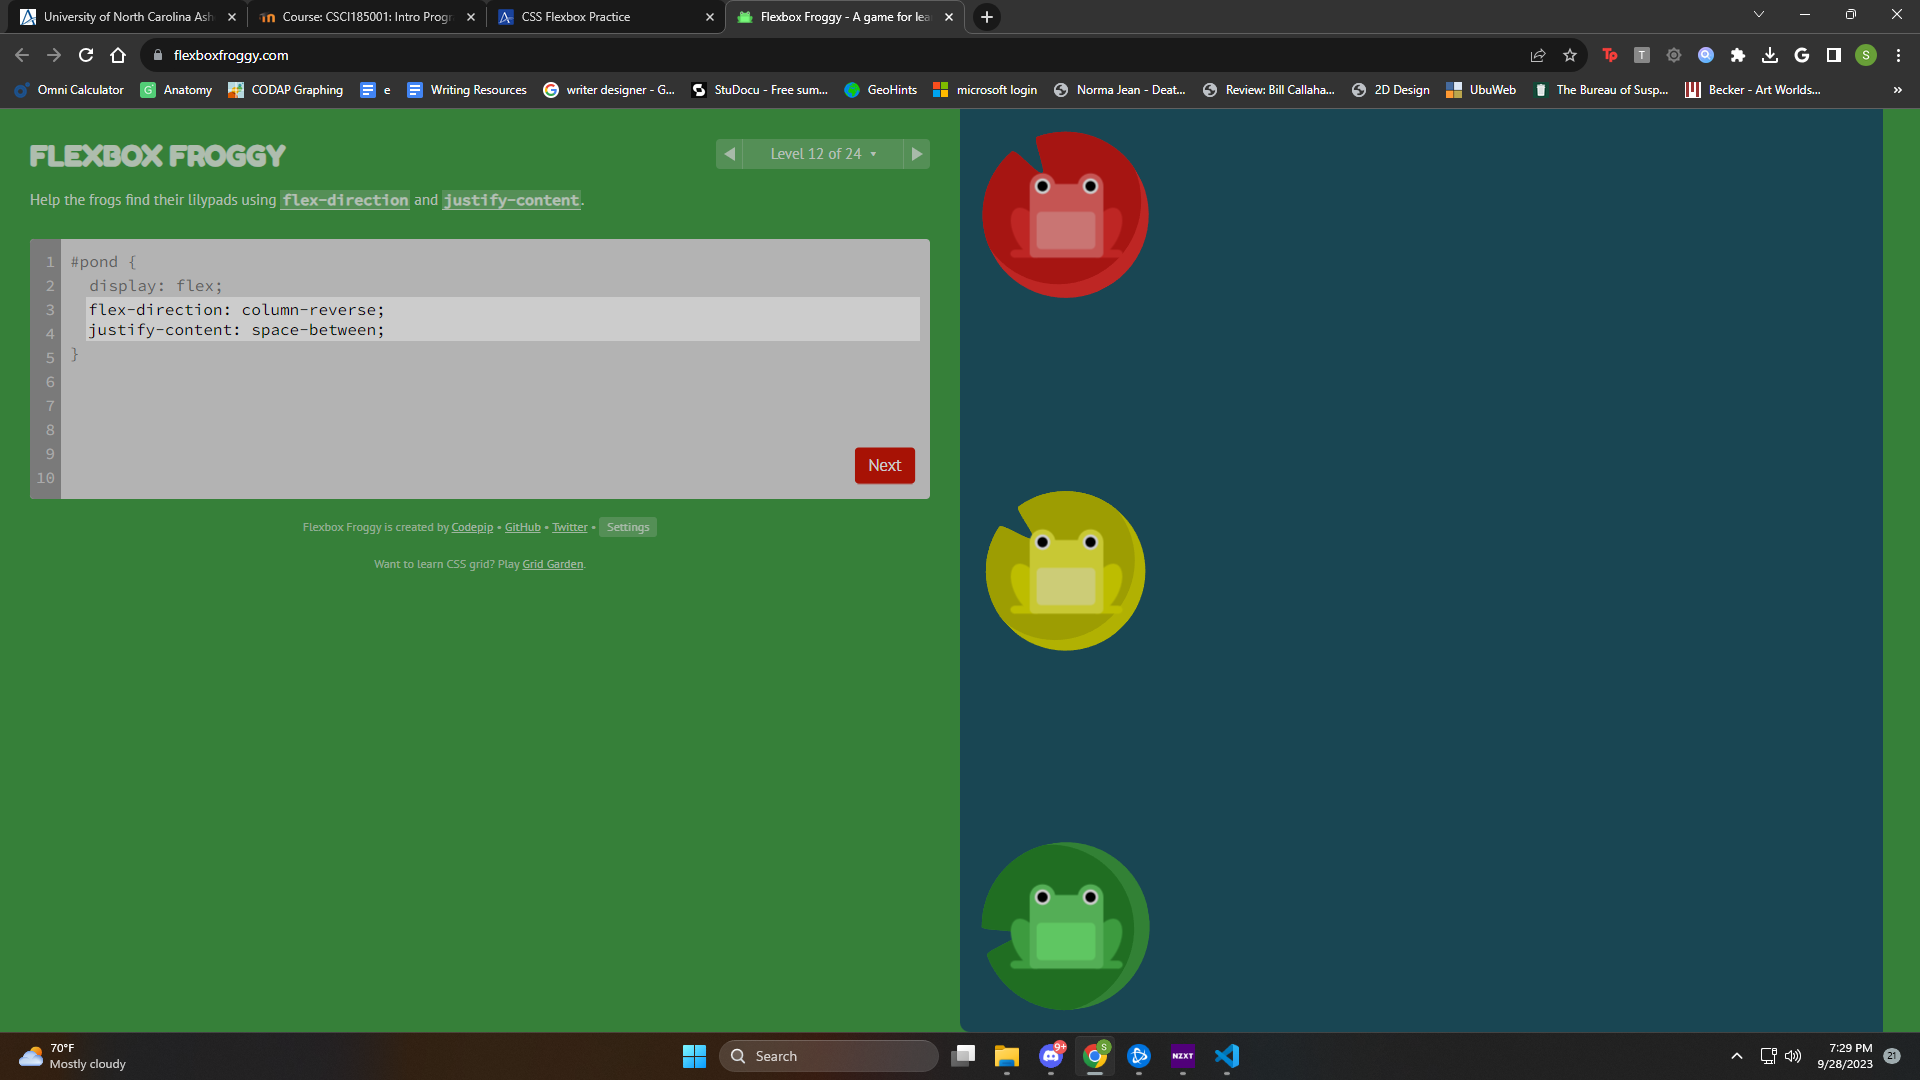 University of North Carolina Ash
Course: CSCI185001: Intro Progr
CSS Flexbox Practice
Flexbox Froggy - A game for lea
flexboxfroggy.com
Tp
T
S
Omni Calculator
G
Anatomy
CODAP Graphing
e
Writing Resources
writer designer - G...
StuDocu - Free sum...
GeoHints
microsoft login
Norma Jean - Deat...
Review: Bill Callaha...
2D Design
UbuWeb
The Bureau of Susp...
Becker - Art Worlds...
»
FLEXBOX FROGGY
Level 12 of 24
Help the frogs find their lilypads using flex-direction and justify-content.
1 #pond {
2 display: flex;
3 flex-direction: column-reverse;
4 justify-content: space-between;
5 }
6
7
8
9
10
Next
Flexbox Froggy is created by Codepip • GitHub • Twitter • Settings
Want to learn CSS grid? Play Grid Garden.
70°F
Mostly cloudy
Search
9+
S
NZXT
7:29 PM
9/28/2023
21